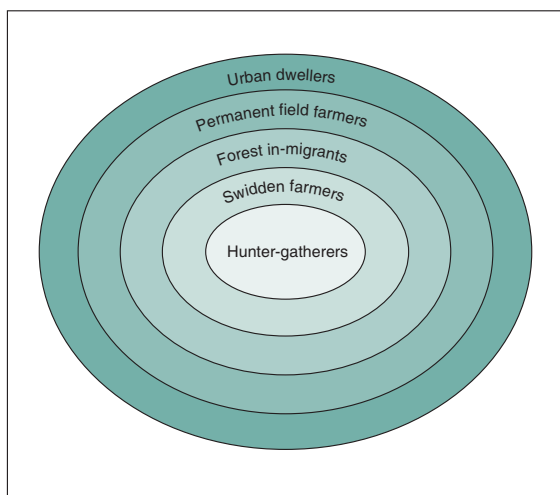 Urban dwellers
Permanent field farmers
Forest in-migrants
Swidden farmers
Hunter-gatherers